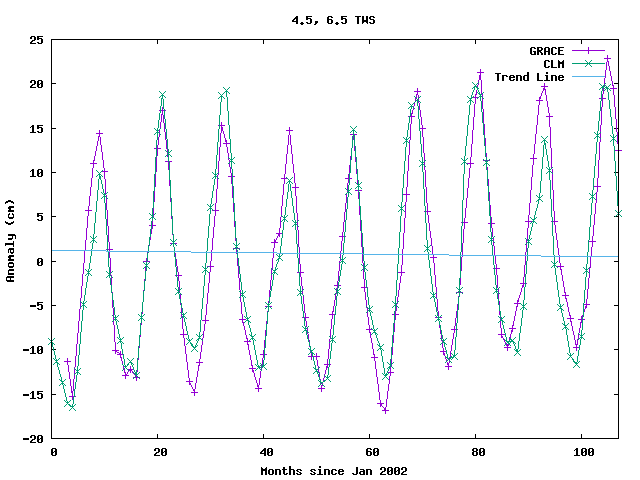 4.5, 6.5 TWS
GRACE
CLM
Trend Line
25
20
15
10
5
0
-5
-10
-15
-20
Anomaly (cm)
0 20 40 60 80 100
Months since Jan 2002